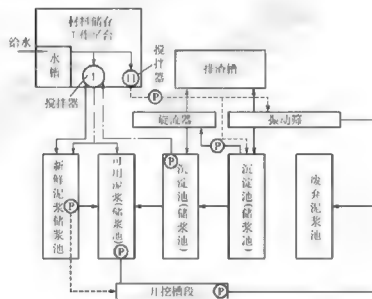 材料储存
工作平台
给水
水槽
搅拌器
搅拌器
I
II
P
排渣槽
旋流器
振动筛
P
P
新鲜泥浆(储浆池)
P
可用泥浆(储浆池)
P
沉淀池(储浆池)
沉淀池(储浆池)
废弃泥浆池
开挖槽段
P